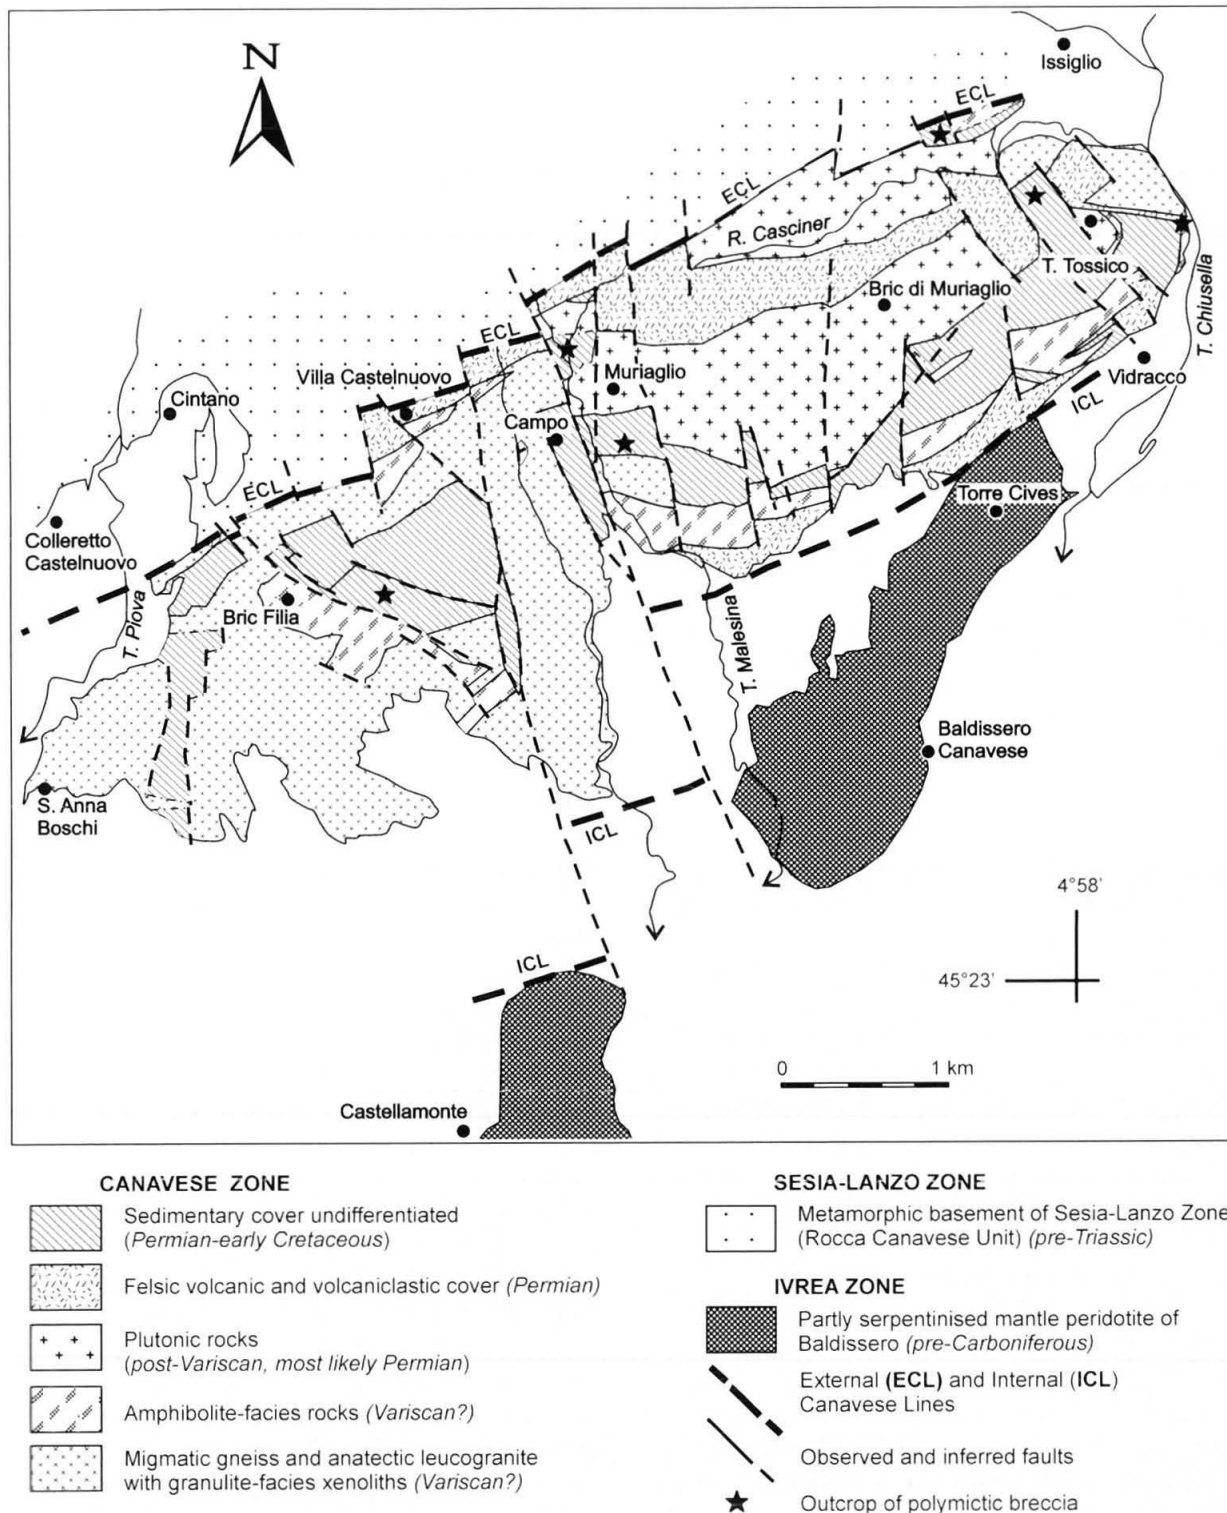 N
Issiglio
ECL
ECL
R. Casciner
T. Tossico
Bric di Muriaglio
T. Chiusella
ECL
Villa Castelnuovo
Muriaglio
Vidracco
Cintano
Campo
ICL
ECL
Torre Cives
Colleretto
Castelnuovo
Bric Filia
T. Piova
T. Malesina
Baldissero
Canavese
S. Anna
Boschi
ICL
4°58'
ICL
45°23'
0 1 km
Castellamonte
CANAVESE ZONE
Sedimentary cover undifferentiated
(Permian-early Cretaceous)
Felsic volcanic and volcaniclastic cover (Permian)
Plutonic rocks
(post-Variscan, most likely Permian)
Amphibolite-facies rocks (Variscan?)
Migmatic gneiss and anatectic leucogranite
with granulite-facies xenoliths (Variscan?)
SESIA-LANZO ZONE
Metamorphic basement of Sesia-Lanzo Zone
(Rocca Canavese Unit) (pre-Triassic)
IVREA ZONE
Partly serpentinised mantle peridotite of
Baldissero (pre-Carboniferous)
External (ECL) and Internal (ICL)
Canavese Lines
Observed and inferred faults
Outcrop of polymictic breccia